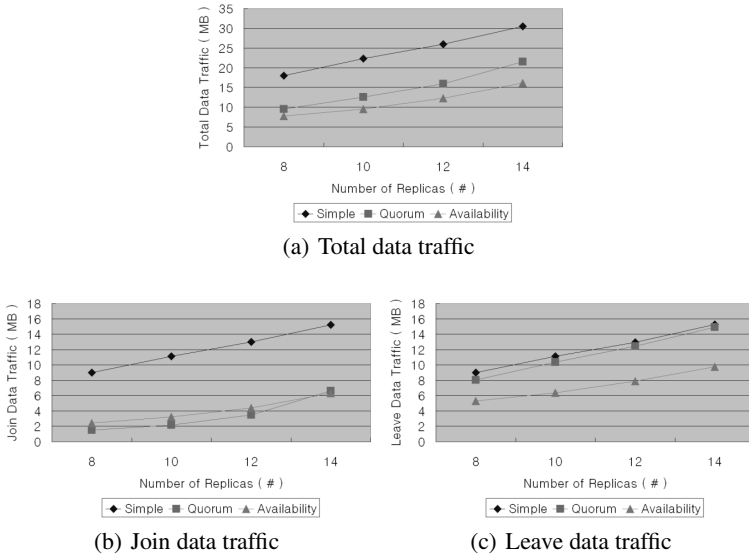 Total Data Traffic ( MB )
35
30
25
20
15
10
5
0
8 10 12 14
Number of Replicas ( # )
Simple Quorum Availability
(a) Total data traffic
Join Data Traffic ( MB )
18
16
14
12
10
8
6
4
2
0
8 10 12 14
Number of Replicas ( # )
Simple Quorum Availability
(b) Join data traffic
Leave Data Traffic ( MB )
18
16
14
12
10
8
6
4
2
0
8 10 12 14
Number of Replicas ( # )
Simple Quorum Availability
(c) Leave data traffic